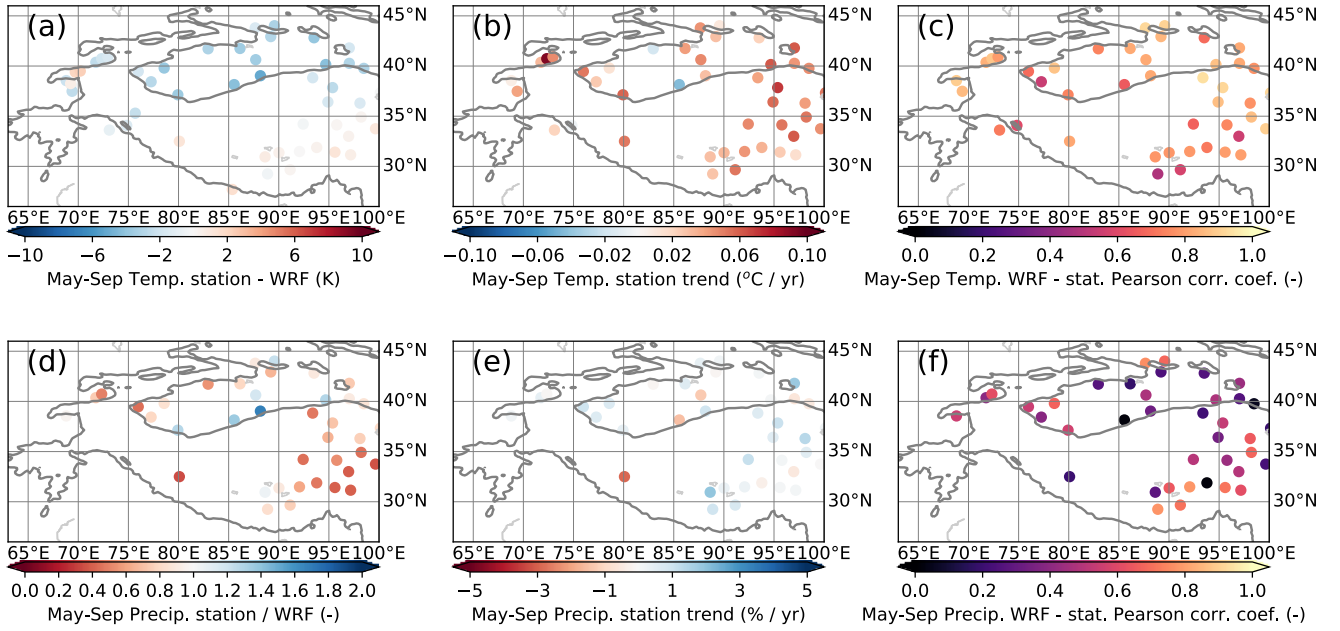 (a)
45°N
40°N
35°N
30°N
65°E 70°E 75°E 80°E 85°E 90°E 95°E 100°E
−10 −6 −2 2 6 10
May-Sep Temp. station - WRF (K)
(b)
45°N
40°N
35°N
30°N
65°E 70°E 75°E 80°E 85°E 90°E 95°E 100°E
−0.10 −0.06 −0.02 0.02 0.06 0.10
May-Sep Temp. station trend (°C / yr)
(c)
45°N
40°N
35°N
30°N
65°E 70°E 75°E 80°E 85°E 90°E 95°E 100°E
0.0 0.2 0.4 0.6 0.8 1.0
May-Sep Temp. WRF - stat. Pearson corr. coef. (-)
(d)
45°N
40°N
35°N
30°N
65°E 70°E 75°E 80°E 85°E 90°E 95°E 100°E
0.0 0.2 0.4 0.6 0.8 1.0 1.2 1.4 1.6 1.8 2.0
May-Sep Precip. station / WRF (-)
(e)
45°N
40°N
35°N
30°N
65°E 70°E 75°E 80°E 85°E 90°E 95°E 100°E
−5 −3 −1 1 3 5
May-Sep Precip. station trend (% / yr)
(f)
45°N
40°N
35°N
30°N
65°E 70°E 75°E 80°E 85°E 90°E 95°E 100°E
0.0 0.2 0.4 0.6 0.8 1.0
May-Sep Precip. WRF - stat. Pearson corr. coef. (-)